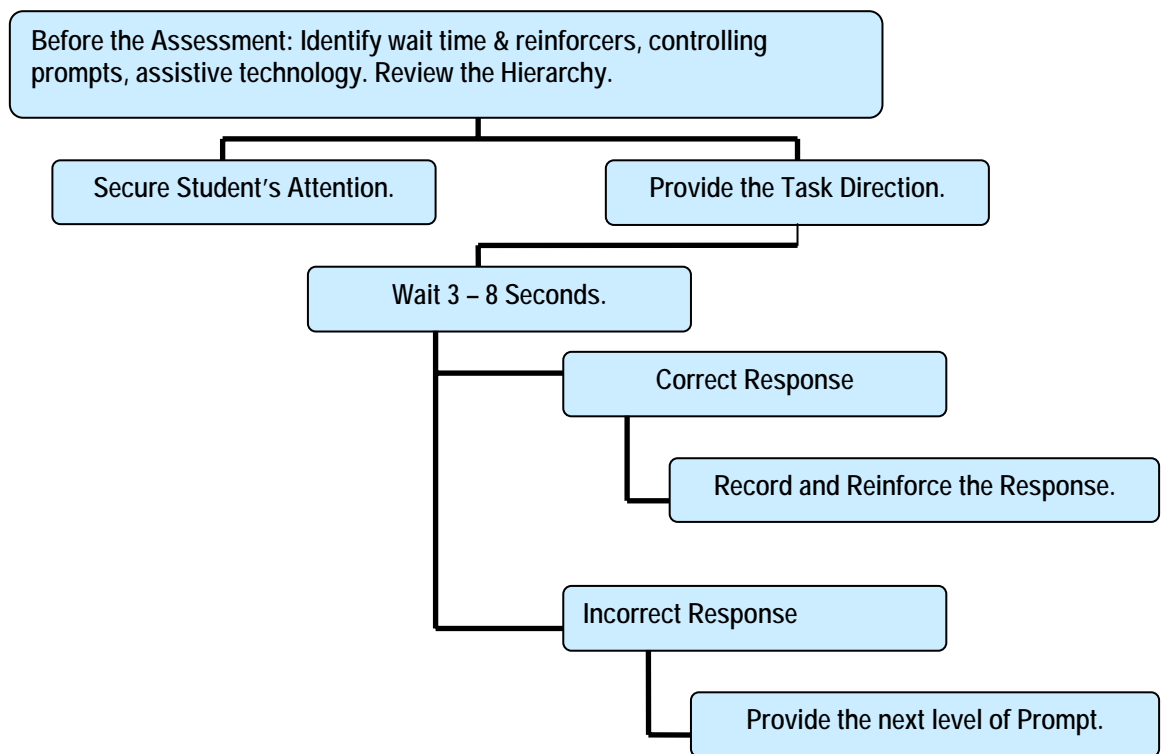 Before the Assessment: Identify wait time & reinforcers, controlling
prompts, assistive technology. Review the Hierarchy.
Secure Student's Attention.
Provide the Task Direction.
Wait 3 – 8 Seconds.
Correct Response
Record and Reinforce the Response.
Incorrect Response
Provide the next level of Prompt.